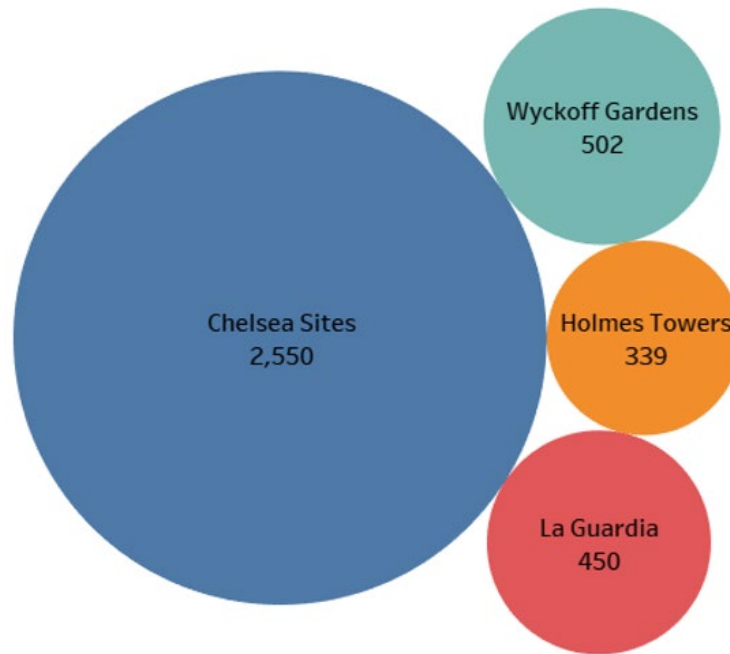 Wyckoff Gardens
502
Chelsea Sites
2,550
Holmes Towers
339
La Guardia
450